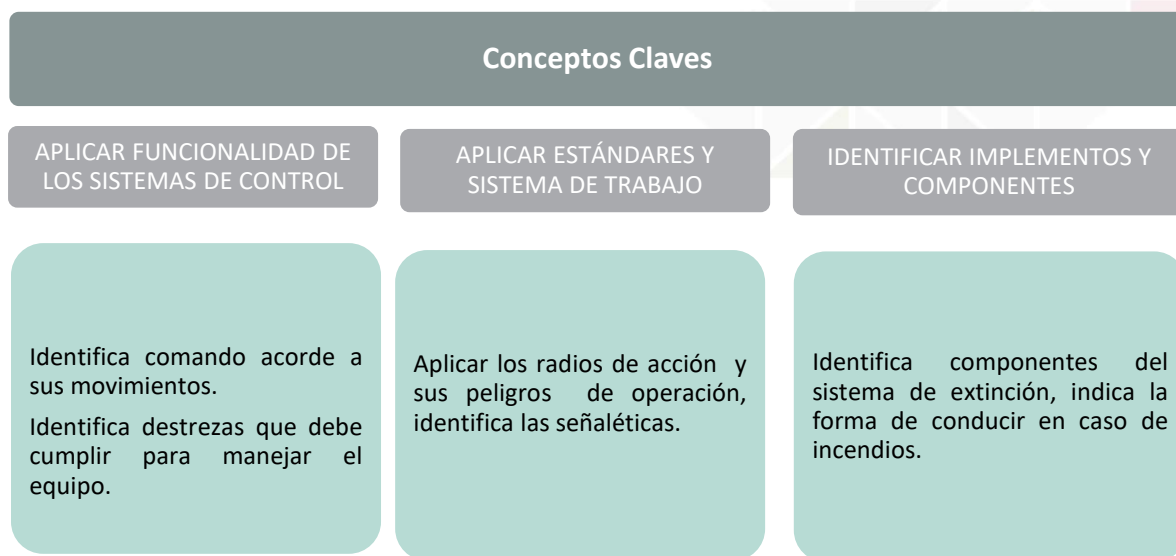 Conceptos Claves
APLICAR FUNCIONALIDAD DE
LOS SISTEMAS DE CONTROL
APLICAR ESTÁNDARES Y
SISTEMA DE TRABAJO
IDENTIFICAR IMPLEMENTOS Y
COMPONENTES
Identifica comando acorde a
sus movimientos.
Identifica destrezas que debe
cumplir para manejar el
equipo.
Aplicar los radios de acción y
sus peligros de operación,
identifica las señaléticas.
Identifica componentes del
sistema de extinción, indica la
forma de conducir en caso de
incendios.